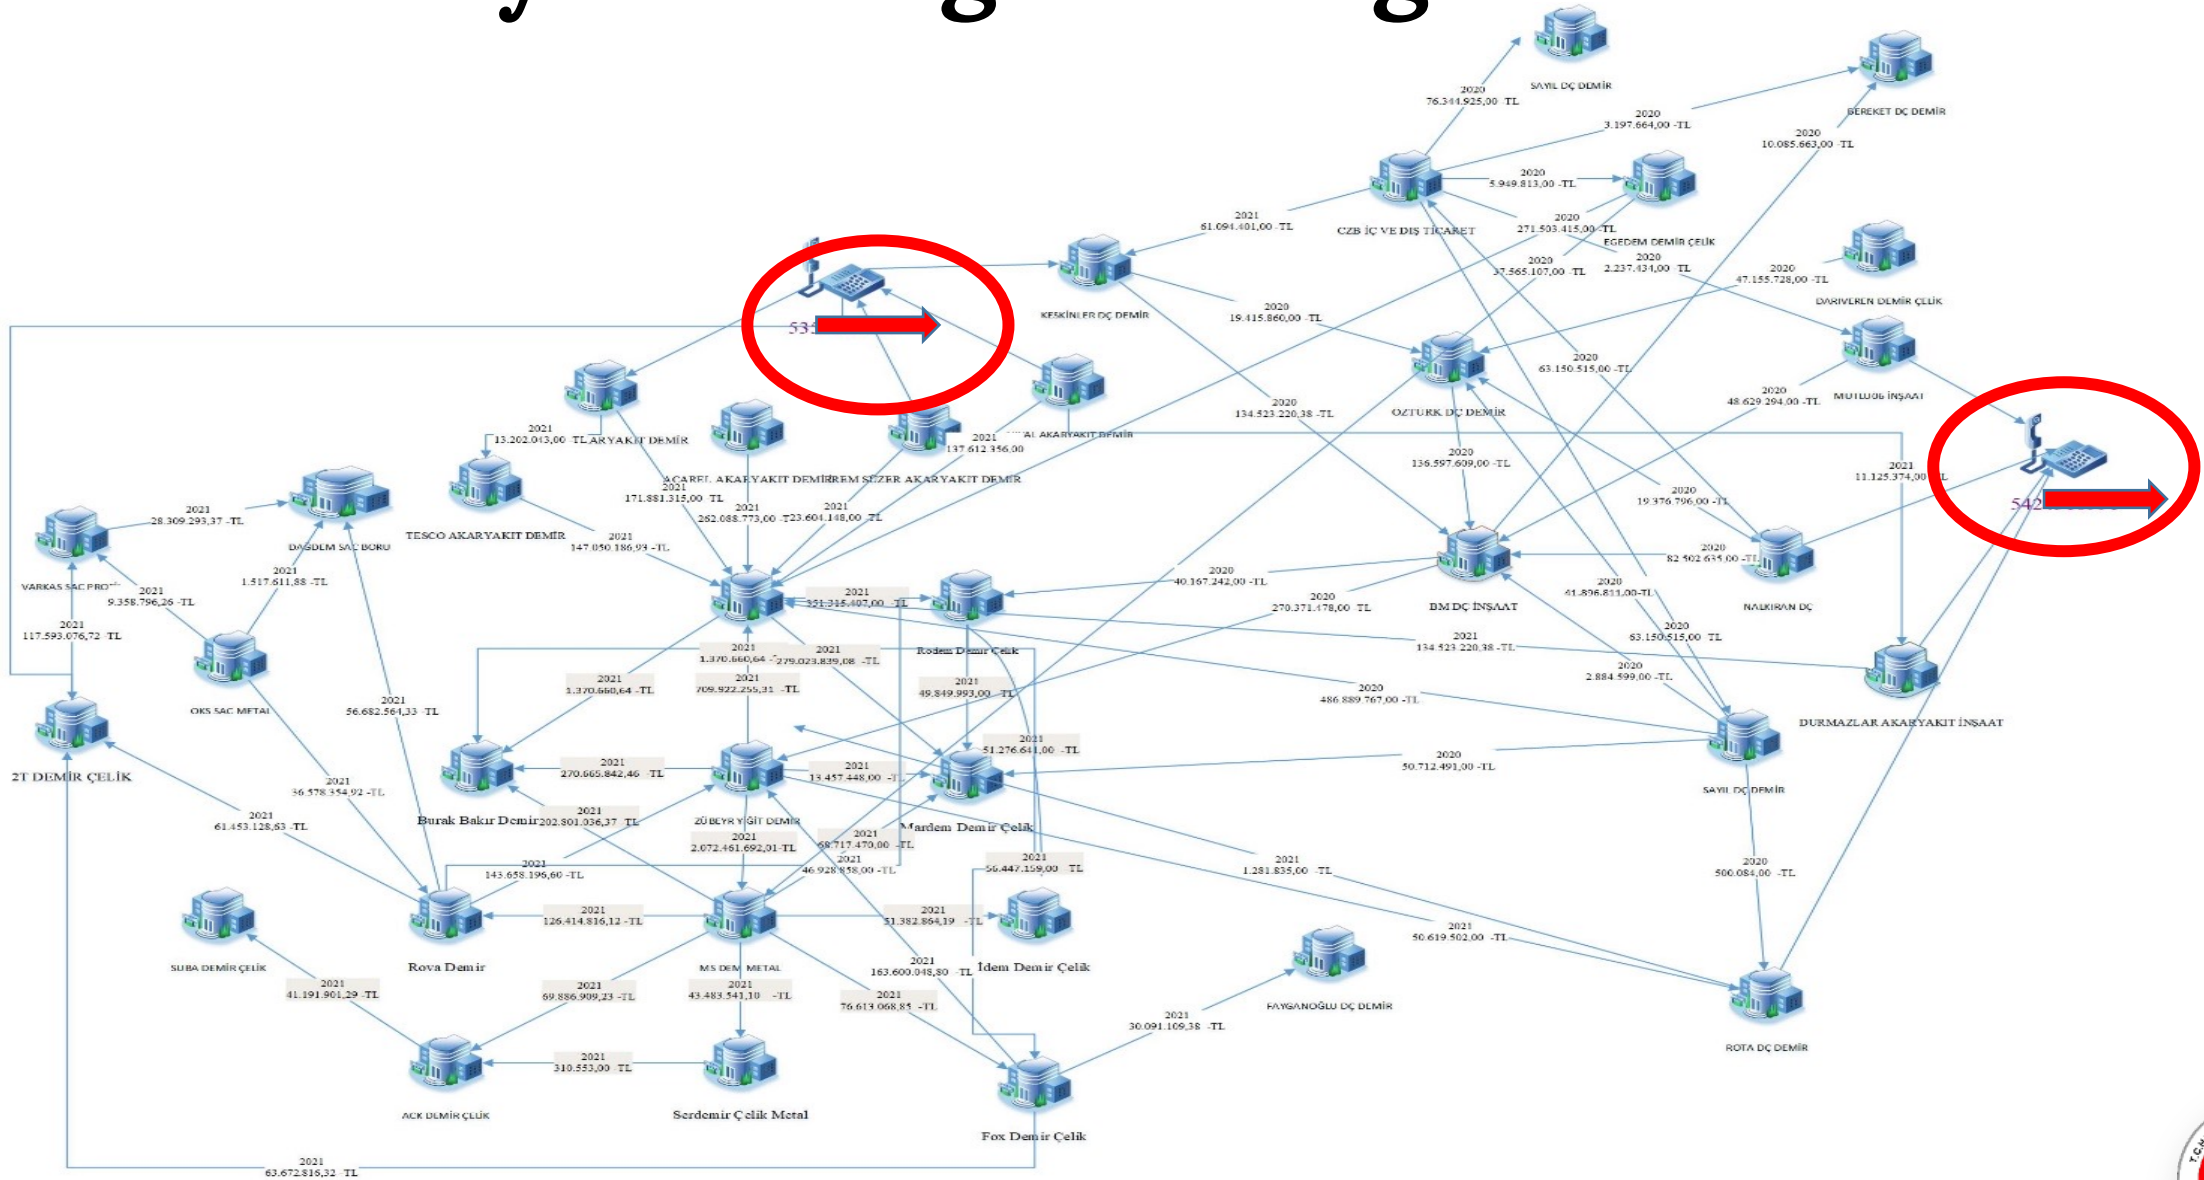 SAYIL DÇ DEMİR
2020
76.344.925,00 -TL
2020
3.197.664,00 -TL
GEREKET DÇ DEMİR
2020
10.085.663,00 -TL
2020
5.949.813,00 -TL
2021
61.094.401,00 -TL
CZB İÇ VE DIŞ TİCARET
2020
271.503.415,00 -TL
EGEDEM DEMİR ÇELİK
2020
37.565.107,00 -TL
2020
2.237.434,00 -TL
2020
47.155.728,00 -TL
DARIVEREN DEMİR ÇELİK
KESKİNLER DÇ DEMİR
2020
19.415.860,00 -TL
2020
63.150.515,00 -TL
2020
48.629.294,00 -TL
MUTLU06 İNŞAAT
2020
134.523.220,38 -TL
ÖZTÜRK DÇ DEMİR
2021
13.202.043,00 -TL
ARYAKIT DEMİR
2021
137.612.356,00
AL AKARYAKIT DEMİR
2020
136.597.609,00 -TL
2021
11.125.374,00 -TL
542
ACAREL AKARYAKIT DEMİR
REM SÜZER AKARYAKIT DEMİR
2021
171.881.315,00 -TL
2021
262.088.773,00
2021
23.604.148,00 -TL
2020
19.376.796,00 -TL
2021
28.309.293,37 -TL
DAĞDEM SAC BORU
TESCO AKARYAKIT DEMİR
2021
147.050.186,93 -TL
2020
82.502.635,00 -TL
VARKAS SAC
2021
9.358.796,26 -TL
2021
1.517.611,88 -TL
2021
351.315.407,00 -TL
2020
40.167.242,00 -TL
2020
270.371.478,00 -TL
BM DÇ İNŞAAT
2020
41.896.811,00-TL
NALKIRAN DÇ
2021
117.593.076,72 -TL
2021
1.370.660,64
2021
279.023.839,08 -TL
Rodem Demir Çelik
2021
134.523.220,38 -TL
2020
63.150.515,00 -TL
2020
2.884.599,00 -TL
2021
1.370.660,64 -TL
2021
709.922.255,31 -TL
2021
49.849.993,00 -TL
2020
486.889.767,00 -TL
OKS SAC METAL
2021
56.682.564,33 -TL
DURMAZLAR AKARYAKIT İNŞAAT
2T DEMİR ÇELİK
2021
270.665.842,46 -TL
2021
13.457.448,00 -TL
2021
51.276.641,00 -TL
2020
50.712.491,00 -TL
2021
36.578.354,92 -TL
SAYIL DÇ DEMİR
2021
61.453.128,63 -TL
Burak Bakır Demir
2021
202.801.036,37 -TL
ZÜBEYR YİĞİT DEMİR
Mardem Demir Çelik
2021
2.072.461.692,01-TL
2021
68.717.470,00 -TL
2021
143.658.196,60 -TL
2021
46.928.858,00 -TL
2021
56.447.159,00 -TL
2021
1.281.835,00 -TL
2020
500.084,00 -TL
2021
126.414.816,12 -TL
2021
51.382.864,19 -TL
2021
50.619.502,00 -TL
SUBA DEMİR ÇELİK
Rova Demir
MS DEM METAL
2021
163.600.048,80 -TL
İdem Demir Çelik
2021
41.191.901,29 -TL
2021
69.886.909,23 -TL
2021
43.483.541,10 -TL
2021
76.613.068,85 -TL
FAYGANOĞLU DÇ DEMİR
2021
30.091.109,38 -TL
ROTA DÇ DEMİR
2021
310.553,00 -TL
ACK DEMİR ÇELİK
Serdemir Çelik Metal
Fox Demir Çelik
2021
63.672.816,32 -TL